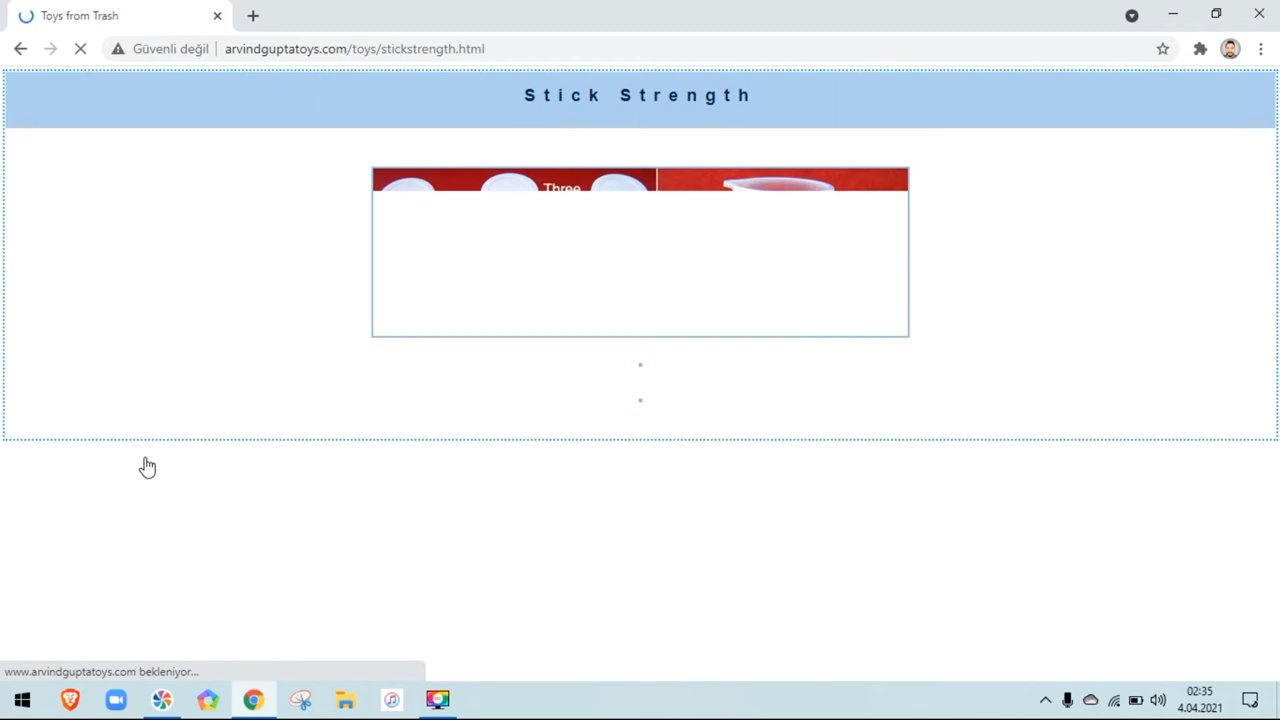 Toys from Trash
Güvenli değil
arvindguptatoys.com/toys/stickstrength.html
Stick Strength
Three
www.arvindguptatoys.com bekleniyor...
02:35
4.04.2021